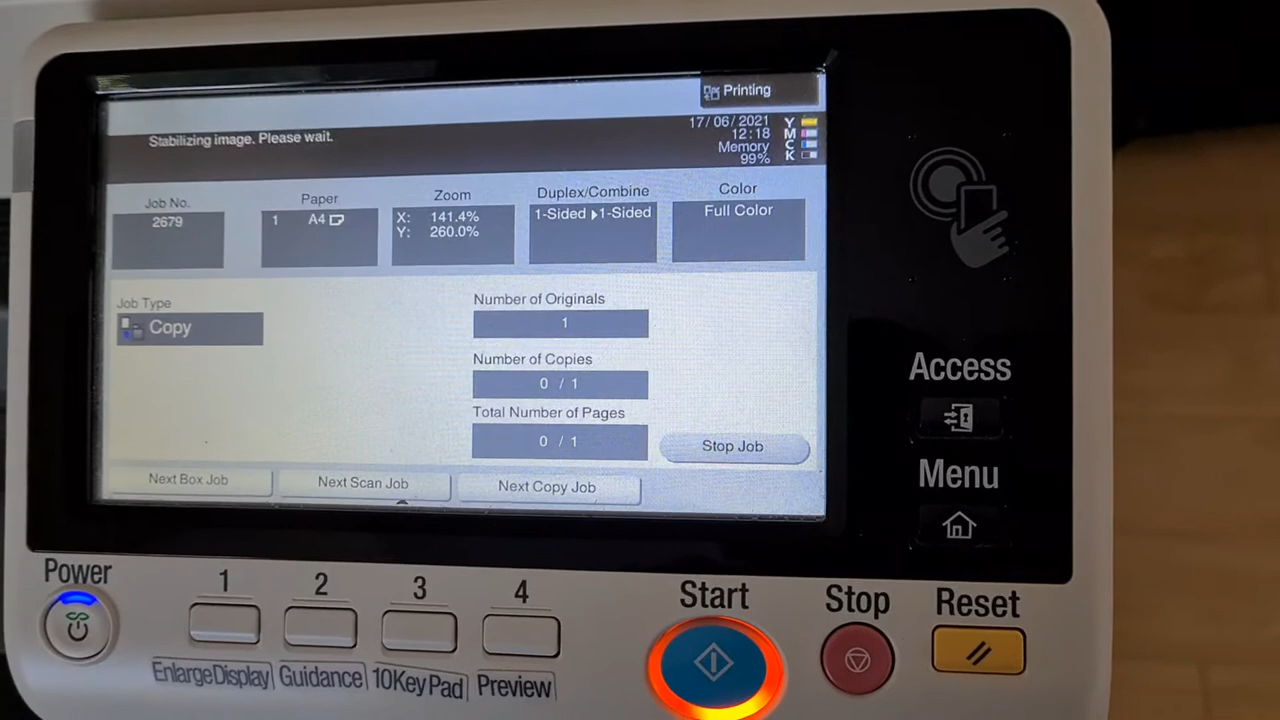 Printing
Stabilizing image. Please wait.
17/06/2021
12:18
Memory
99%
Y
M
C
K
Job No.
2679
Paper
1 A4
Zoom
X: 141.4%
Y: 260.0%
Duplex/Combine
1-Sided ▶1-Sided
Color
Full Color
Job Type
Copy
Number of Originals
1
Number of Copies
0 / 1
Total Number of Pages
0 / 1
Stop Job
Next Box Job
Next Scan Job
Next Copy Job
Access
Menu
Power
1
2
3
4
Enlarge Display
Guidance
10 Key Pad
Preview
Start
Stop
Reset